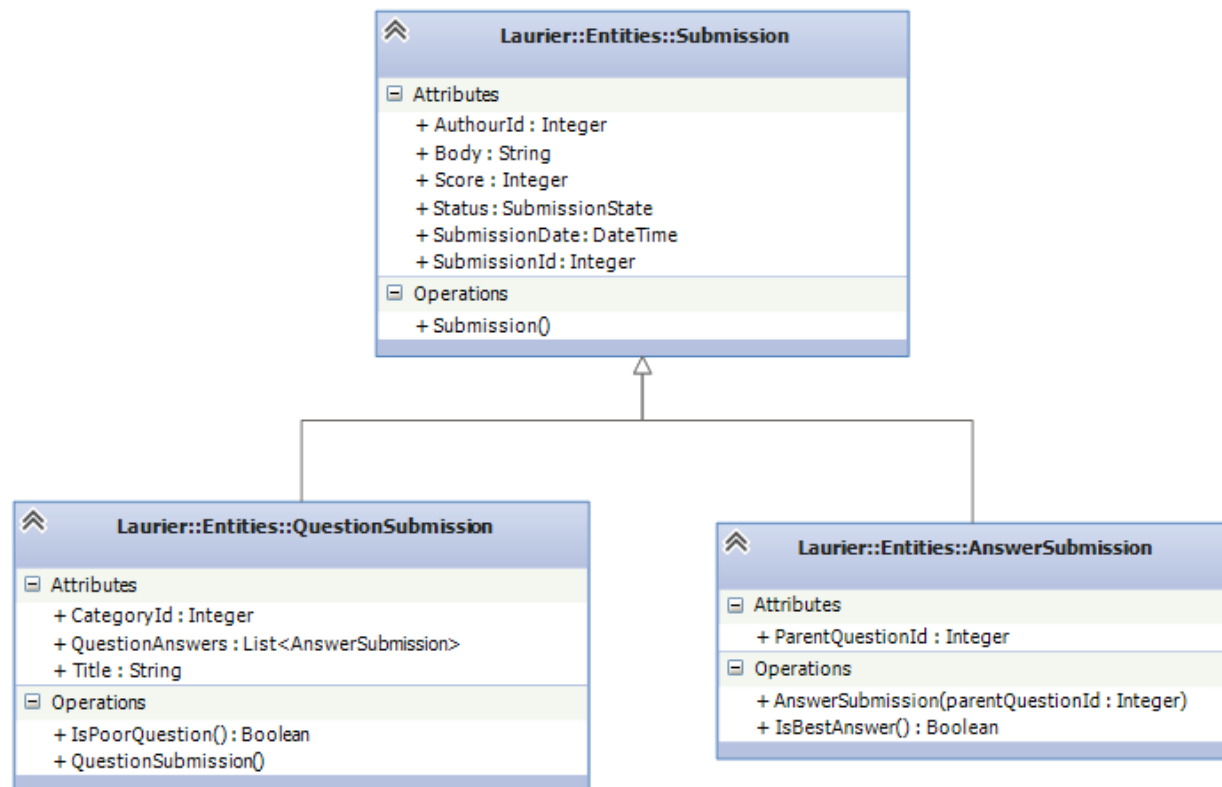 Laurier::Entities::Submission
Attributes
+ AuthourId : Integer
+ Body : String
+ Score : Integer
+ Status : SubmissionState
+ SubmissionDate : DateTime
+ SubmissionId : Integer
Operations
+ Submission()
Laurier::Entities::QuestionSubmission
Attributes
+ CategoryId : Integer
+ QuestionAnswers : List<AnswerSubmission>
+ Title : String
Operations
+ IsPoorQuestion() : Boolean
+ QuestionSubmission()
Laurier::Entities::AnswerSubmission
Attributes
+ ParentQuestionId : Integer
Operations
+ AnswerSubmission(parentQuestionId : Integer)
+ IsBestAnswer() : Boolean